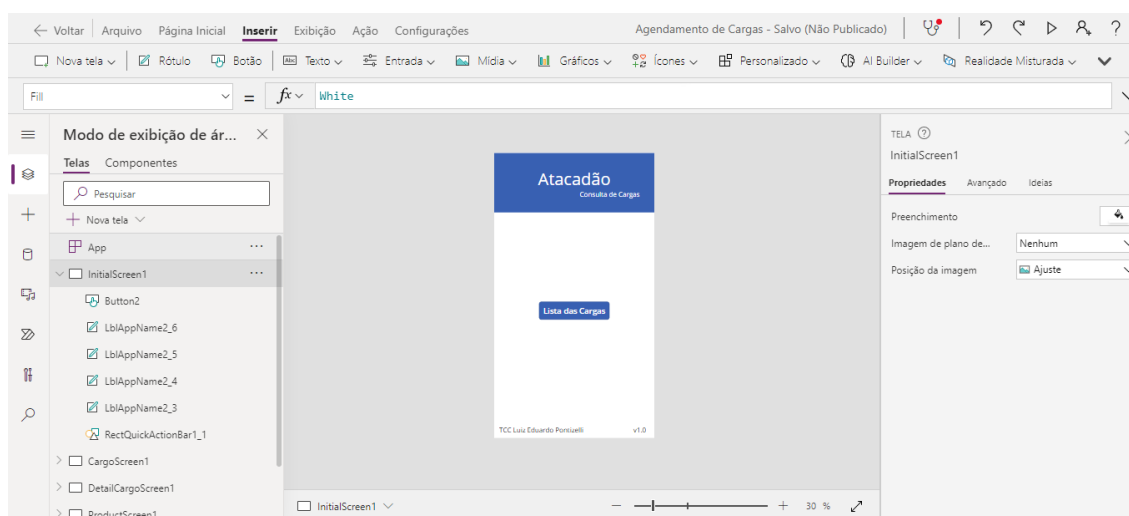 Voltar Arquivo Página Inicial Inserir Exibição Ação Configurações Agendamento de Cargas - Salvo (Não Publicado) ?
Nova tela Rótulo Abc Botão Texto Entrada Mídia Gráficos Ícones Personalizado AI Builder Realidade Misturada
Fill = fx White
Modo de exibição de ár...
Telas Componentes
Pesquisar
Nova tela
App ...
InitialScreen1 ...
Button2
LblAppName2_6
LblAppName2_5
LblAppName2_4
LblAppName2_3
RectQuickActionBar1_1
CargoScreen1
DetailCargoScreen1
ProductScreen1
Atacadão
Consulta de Cargas
Lista das Cargas
TCC Luiz Eduardo Pontizelli v1.0
InitialScreen1 30 %
TELA ?
InitialScreen1
Propriedades Avançado Ideias
Preenchimento
Imagem de plano de... Nenhum
Posição da imagem Ajuste